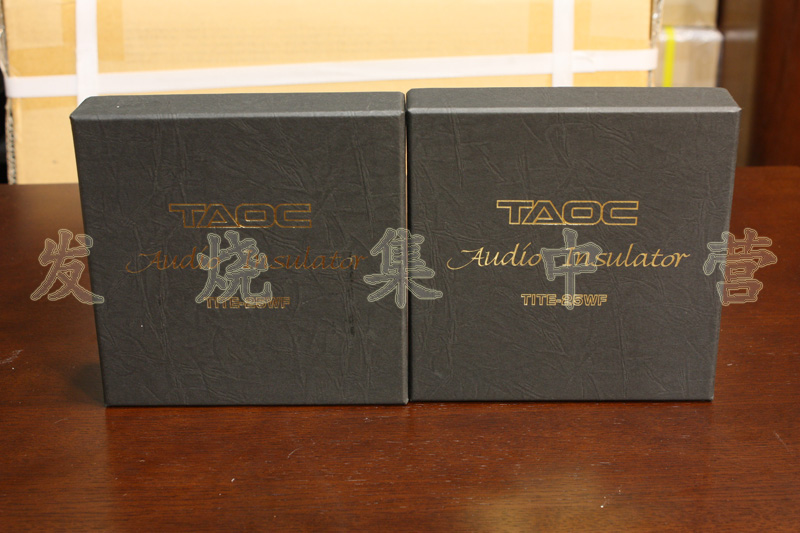 TAOC
Audio Insulator
TITE-25WF
TAOC
Audio Insulator
TITE-25WF
发烧集中营